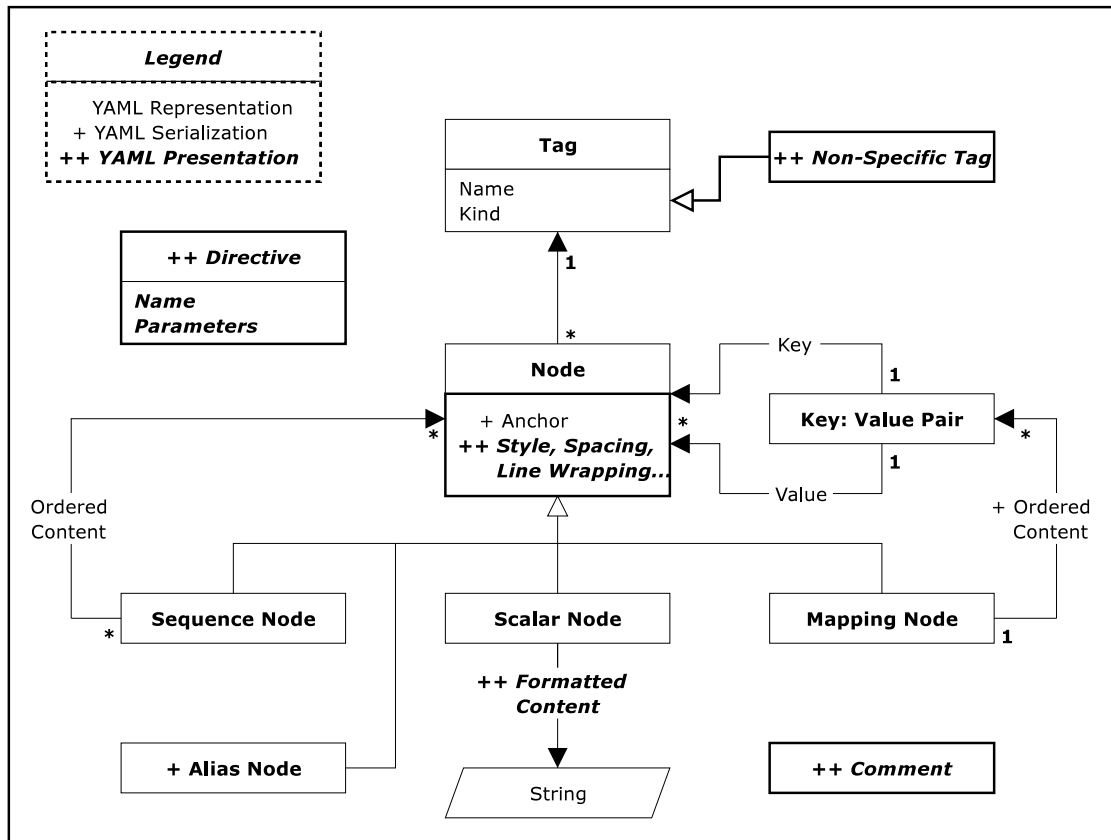 Legend
YAML Representation
+ YAML Serialization
++ YAML Presentation
Tag
Name
Kind
++ Non-Specific Tag
++ Directive
Name
Parameters
1
*
Node
+ Anchor
++ Style, Spacing,
Line Wrapping...
Key
1
Key: Value Pair
*
*
*
1
Value
Ordered
Content
+ Ordered
Content
Sequence Node
*
Scalar Node
Mapping Node
1
++ Formatted
Content
+ Alias Node
String
++ Comment